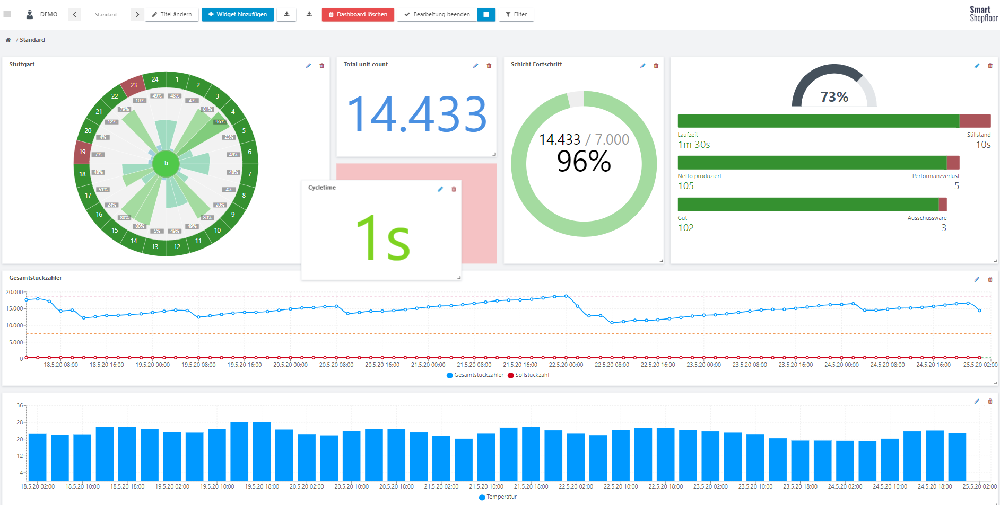 DEMO
Standard
Titel ändern
Widget hinzufügen
Dashboard löschen
Bearbeitung beenden
Filter
Smart
Shopfloor
/ Standard
Stuttgart
24 1 2 3 4 5 6 7 8 9 10 11 12 13 14 15 16 17 18 19 20 21 22 23
49% 48% 4% 81% 96% 23% 49% 48% 4% 20% 80% 49% 49% 5% 80% 80% 24% 51% 48% 7% 4% 12% 79% 10%
1s
Total unit count
14.433
Cycletime
1s
Schicht Fortschritt
14.433 / 7.000
96%
73%
Laufzeit Stillstand
1m 30s 10s
Netto produziert Performanzverlust
105 5
Gut Ausschussware
102 3
Gesamtstückzähler
20.000
15.000
10.000
5.000
0
18.5.20 08:00 18.5.20 16:00 19.5.20 00:00 19.5.20 08:00 19.5.20 16:00 20.5.20 00:00 20.5.20 08:00 20.5.20 16:00 21.5.20 00:00 21.5.20 08:00 21.5.20 16:00 22.5.20 00:00 22.5.20 08:00 22.5.20 16:00 23.5.20 00:00 23.5.20 08:00 23.5.20 16:00 24.5.20 00:00 24.5.20 08:00 24.5.20 16:00 25.5.20 02:00
Gesamtstückzähler Sollstückzahl
36
28
20
12
4
18.5.20 02:00 18.5.20 10:00 18.5.20 18:00 19.5.20 02:00 19.5.20 10:00 19.5.20 18:00 20.5.20 02:00 20.5.20 10:00 20.5.20 18:00 21.5.20 02:00 21.5.20 10:00 21.5.20 18:00 22.5.20 02:00 22.5.20 10:00 22.5.20 18:00 23.5.20 02:00 23.5.20 10:00 23.5.20 18:00 24.5.20 02:00 24.5.20 10:00 24.5.20 18:00 25.5.20 02:00
Temperatur